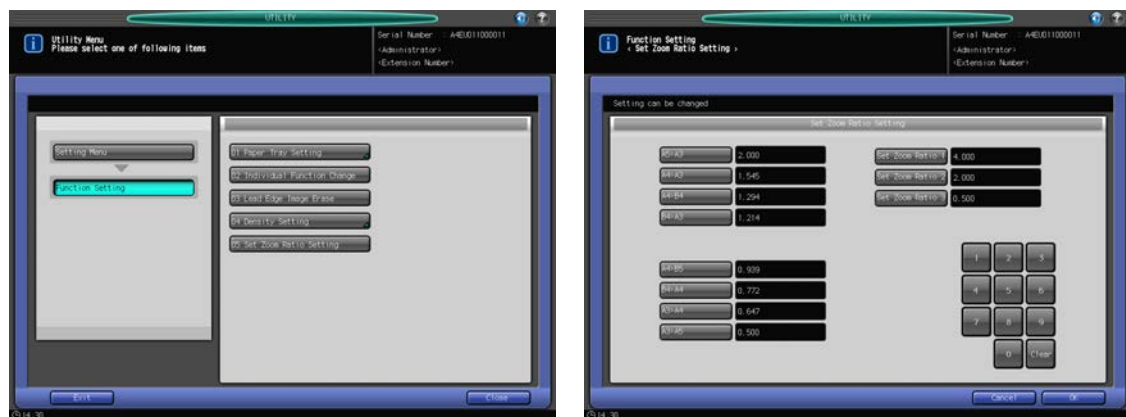 UTILITY
Utility Menu
Please select one of following items
Serial Number : A4EU011000011
<Administrator>
<Extension Number>
Setting Menu
Function Setting
01 Paper Tray Setting
02 Individual Function Change
03 Lead Edge Image Erase
04 Density Setting
05 Set Zoom Ratio Setting
Exit
Close
14:30
UTILITY
Function Setting
< Set Zoom Ratio Setting >
Serial Number : A4EU011000011
<Administrator>
<Extension Number>
Setting can be changed
Set Zoom Ratio Setting
A5>A3 2.000
A4>A3 1.545
A4>B4 1.294
B4>A3 1.214
A4>B5 0.939
B4>A4 0.772
A3>A4 0.647
A3>A5 0.500
Set Zoom Ratio 1 4.000
Set Zoom Ratio 2 2.000
Set Zoom Ratio 3 0.500
1 2 3
4 5 6
7 8 9
0 Clear
Cancel
OK
14:30